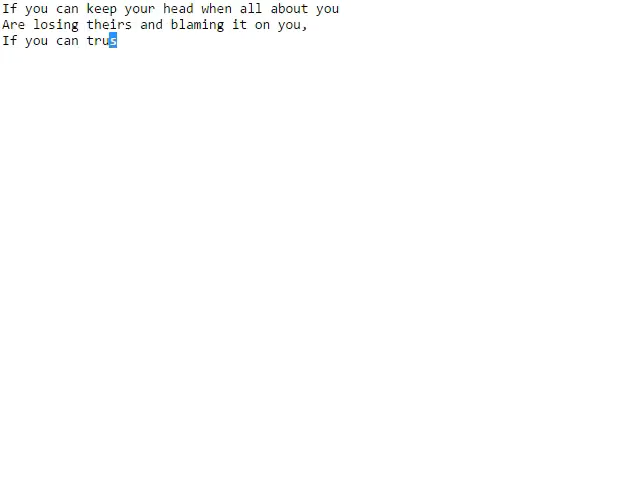 If you can keep your head when all about you
Are losing theirs and blaming it on you,
If you can trus